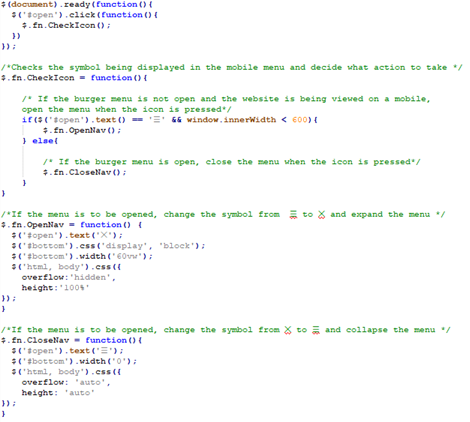 $(document).ready(function(){
$('#open').click(function(){
$.fn.CheckIcon();
})
});
/*Checks the symbol being displayed in the mobile menu and decide what action to take */
$.fn.CheckIcon = function(){
/* If the burger menu is not open and the website is being viewed on a mobile,
open the menu when the icon is pressed*/
if($('#open').text() == '☰' && window.innerWidth < 600){
$.fn.OpenNav();
} else{
/* If the burger menu is open, close the menu when the icon is pressed*/
$.fn.CloseNav();
}
}
/*If the menu is to be opened, change the symbol from ☰ to ╳ and expand the menu */
$.fn.OpenNav = function() {
$('#open').text('╳');
$('#bottom').css('display', 'block');
$('#bottom').width('60vw');
$('html, body').css({
overflow:'hidden',
height:'100%'
});
}
/*If the menu is to be opened, change the symbol from ╳ to ☰ and collapse the menu */
$.fn.CloseNav = function(){
$('#open').text('☰');
$('#bottom').width('0');
$('html, body').css({
overflow: 'auto',
height: 'auto'
});
}